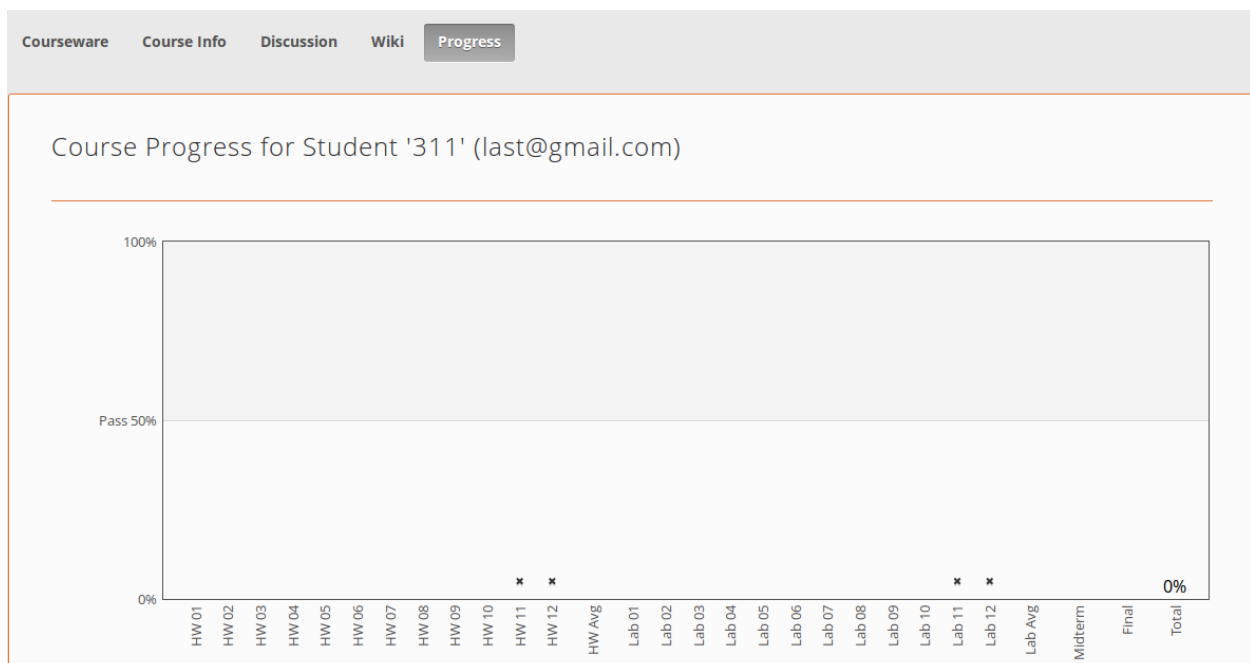 Courseware Course Info Discussion Wiki Progress
Course Progress for Student '311' (last@gmail.com)
100%
Pass 50%
0%
0%
HW 01 HW 02 HW 03 HW 04 HW 05 HW 06 HW 07 HW 08 HW 09 HW 10 HW 11 HW 12 HW Avg Lab 01 Lab 02 Lab 03 Lab 04 Lab 05 Lab 06 Lab 07 Lab 08 Lab 09 Lab 10 Lab 11 Lab 12 Lab Avg Midterm Final Total